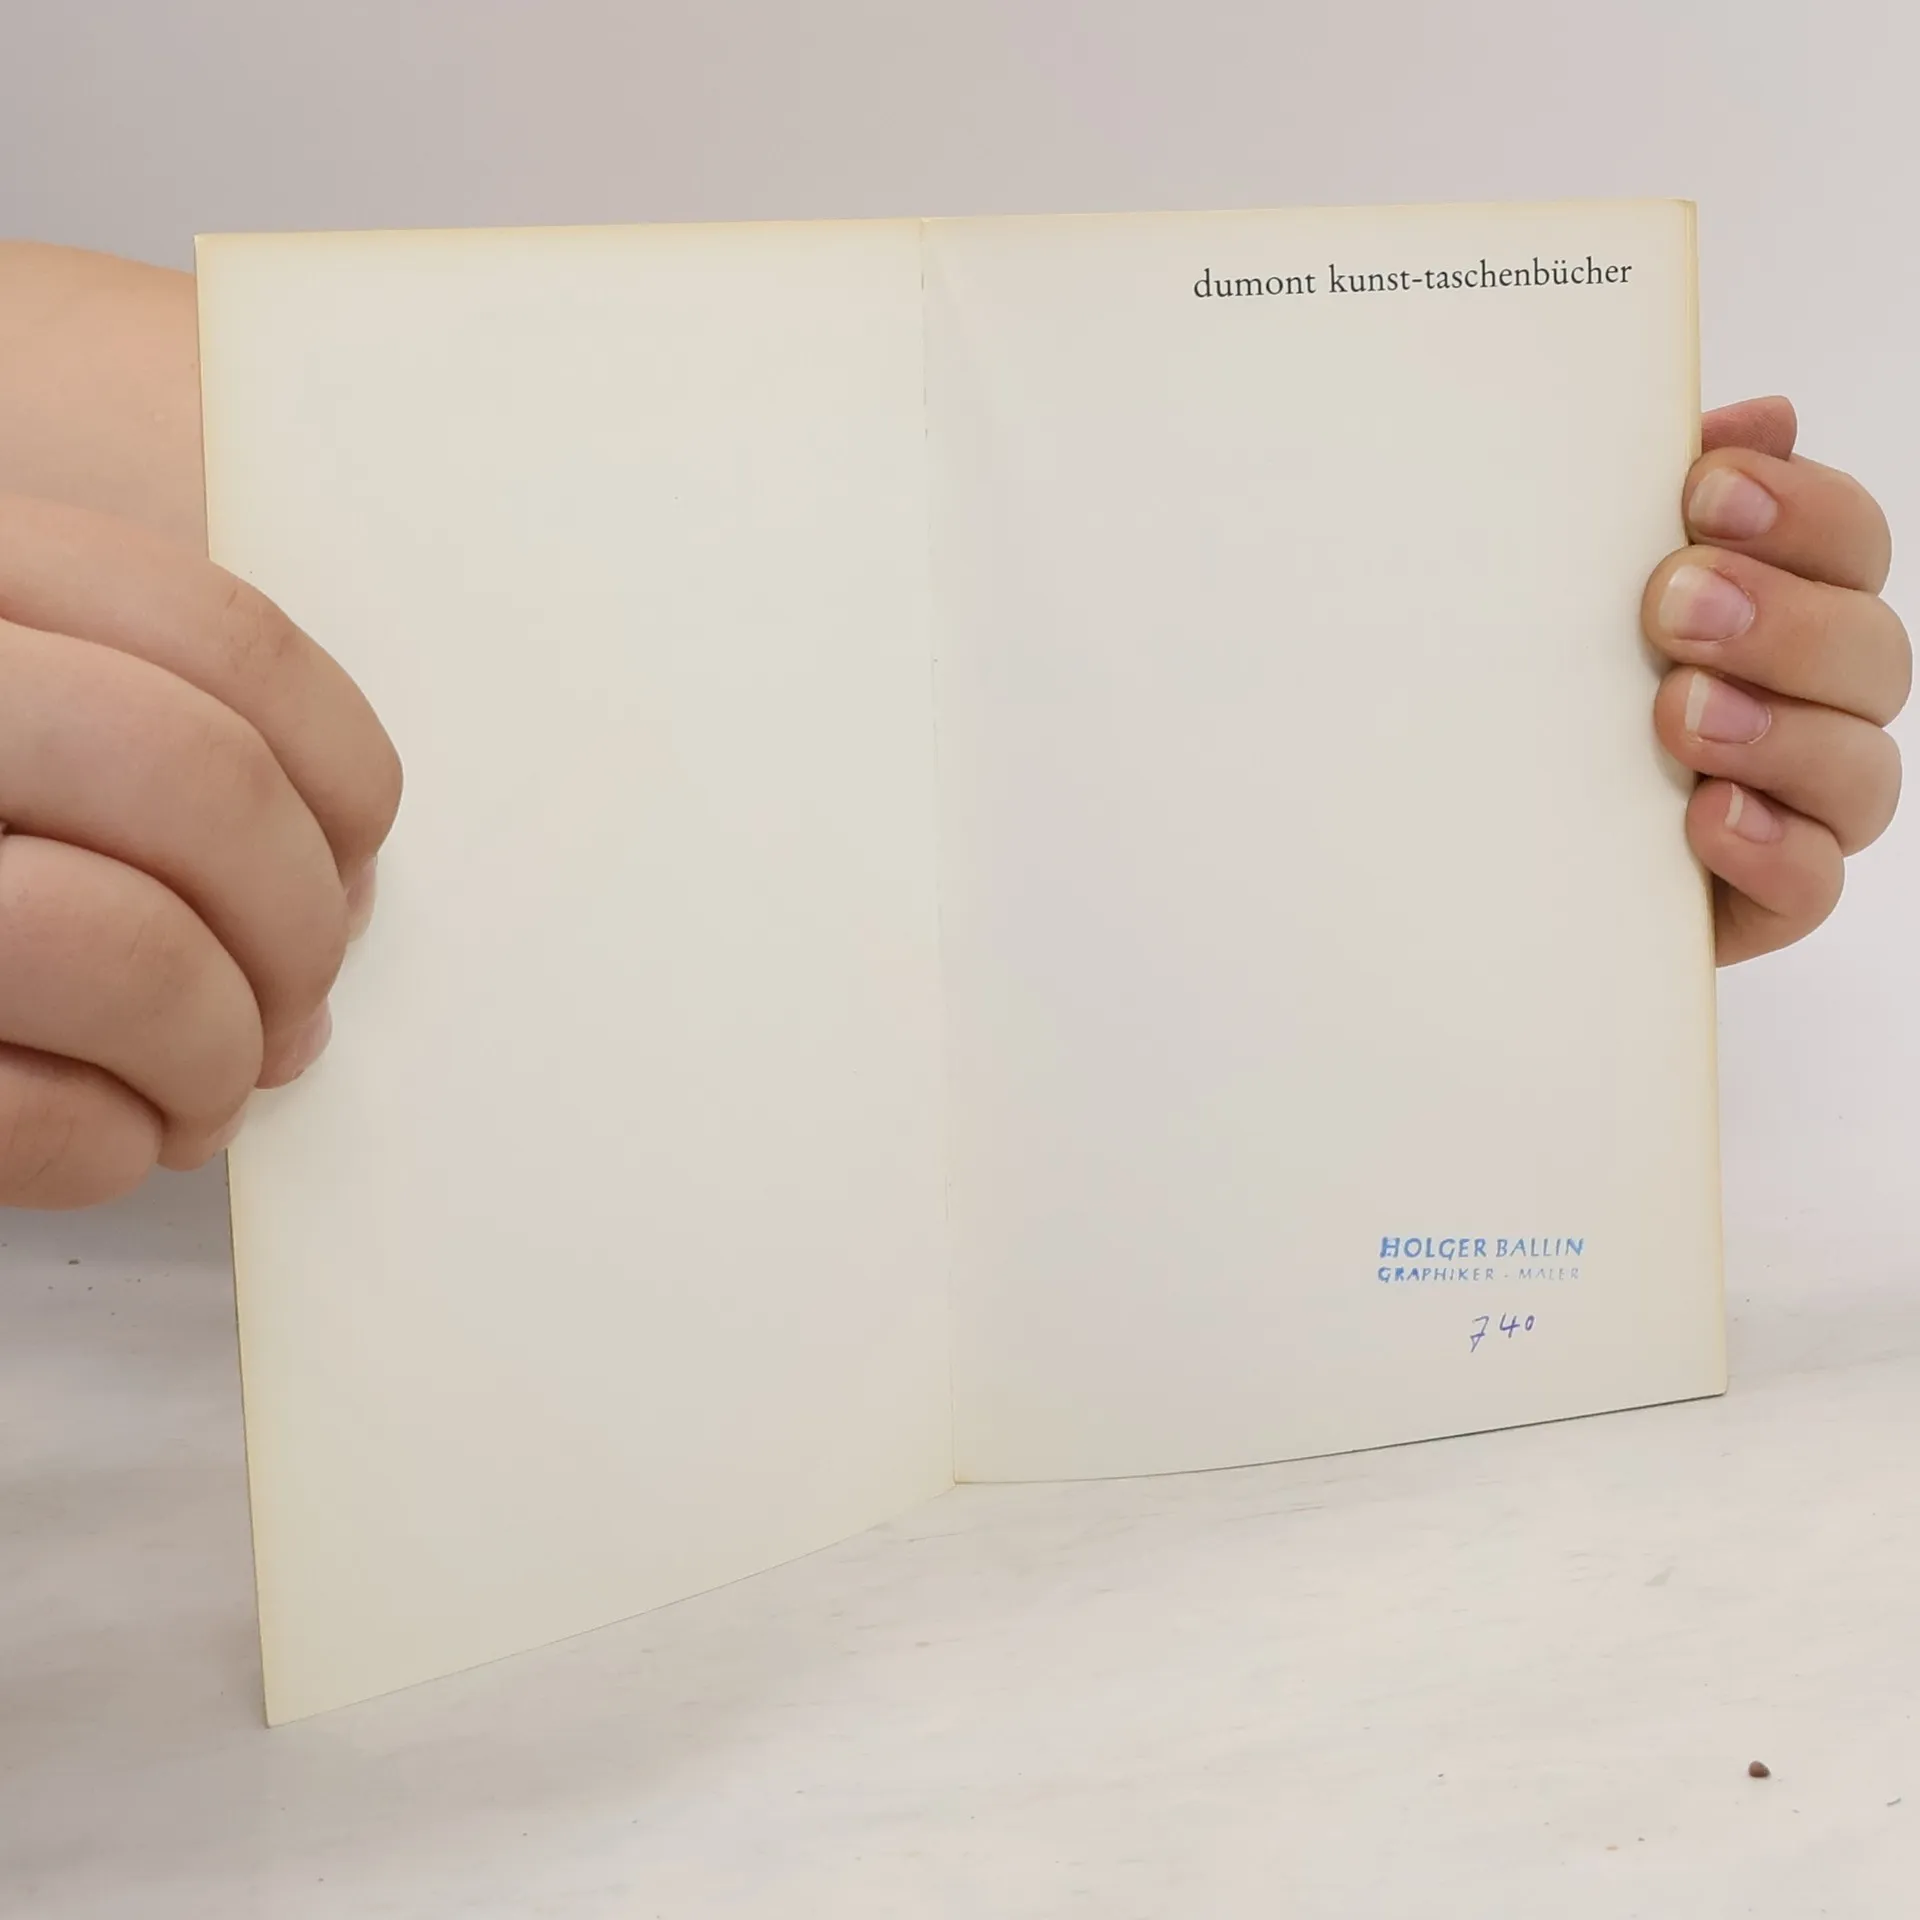 dumont kunst-taschenbücher
HOLGER BALLIN
GRAPHIKER - MALER
740